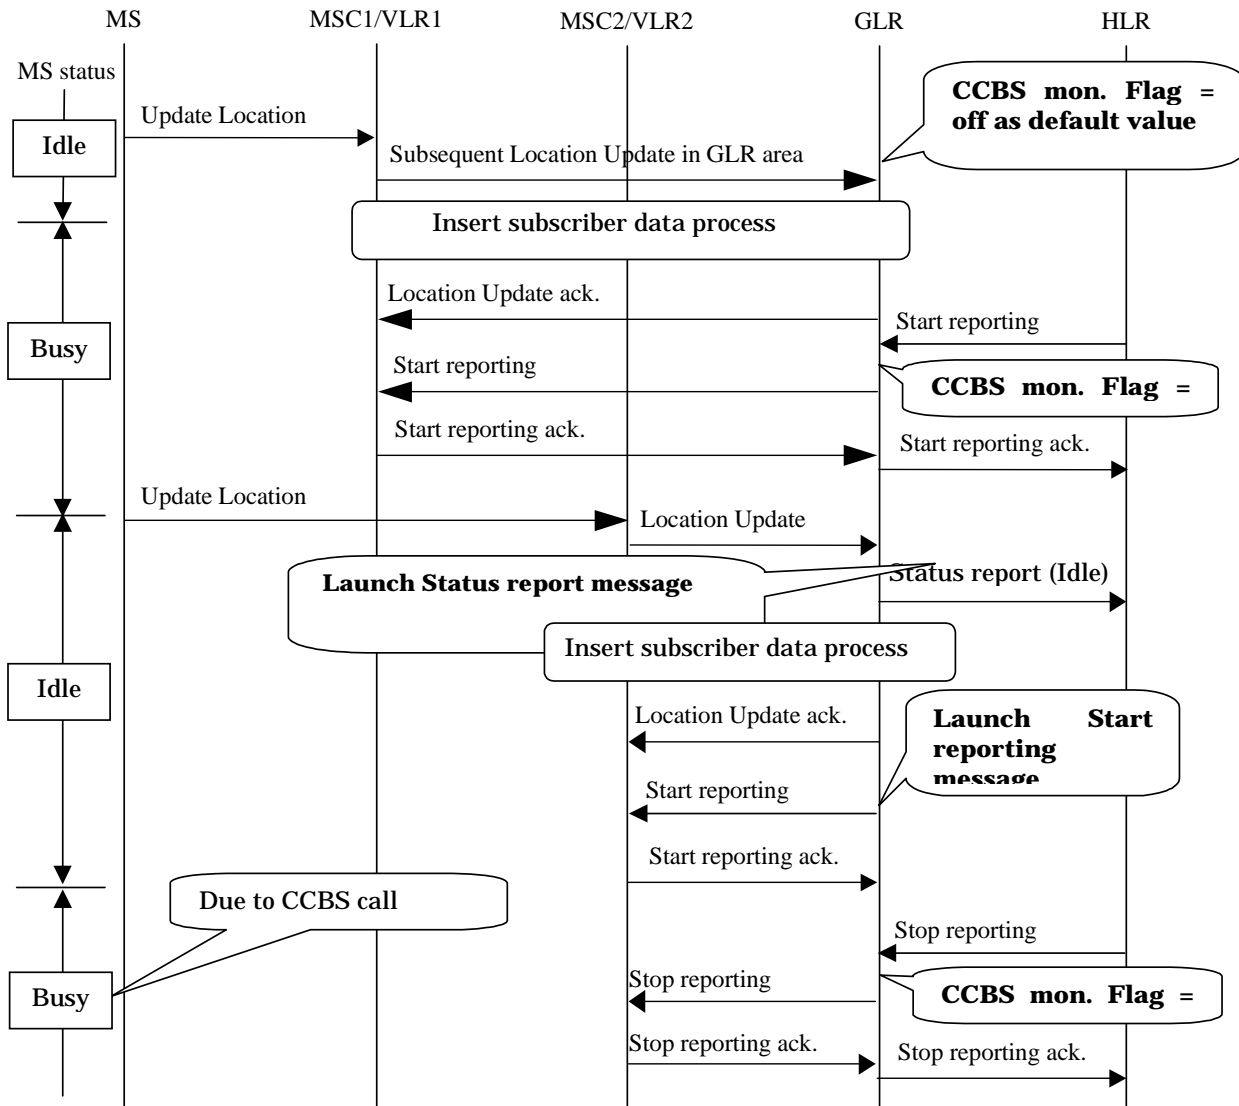 MS
MSC1/VLR1
MSC2/VLR2
GLR
HLR
MS status
CCBS mon. Flag =
off as default value
Update Location
Idle
Subsequent Location Update in GLR area
Insert subscriber data process
Location Update ack.
Start reporting
Busy
Start reporting
CCBS mon. Flag =
Start reporting ack.
Start reporting ack.
Update Location
Location Update
Launch Status report message
Status report (Idle)
Insert subscriber data process
Idle
Location Update ack.
Launch Start
reporting
message
Start reporting
Start reporting ack.
Due to CCBS call
Stop reporting
Stop reporting
Busy
CCBS mon. Flag =
Stop reporting ack.
Stop reporting ack.